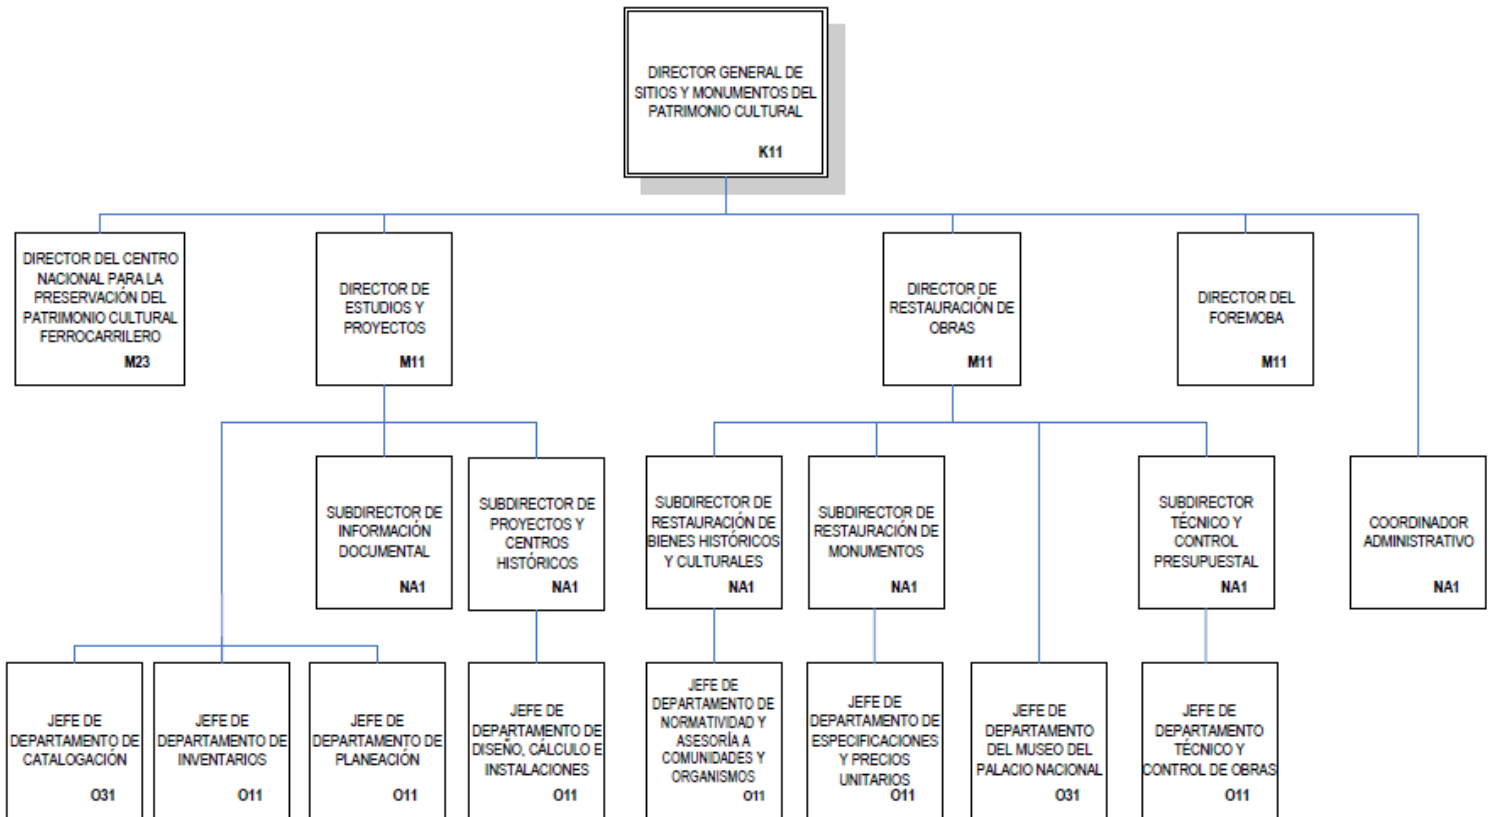 DIRECTOR GENERAL DE
SITIOS Y MONUMENTOS DEL
PATRIMONIO CULTURAL
K11
DIRECTOR DEL CENTRO
NACIONAL PARA LA
PRESERVACIÓN DEL
PATRIMONIO CULTURAL
FERROCARRILERO
M23
DIRECTOR DE
ESTUDIOS Y
PROYECTOS
M11
DIRECTOR DE
RESTAURACIÓN DE
OBRAS
M11
DIRECTOR DEL
FOREMOBA
M11
SUBDIRECTOR DE
INFORMACIÓN
DOCUMENTAL
NA1
SUBDIRECTOR DE
PROYECTOS Y
CENTROS
HISTÓRICOS
NA1
SUBDIRECTOR DE
RESTAURACIÓN DE
BIENES HISTÓRICOS
Y CULTURALES
NA1
SUBDIRECTOR DE
RESTAURACIÓN DE
MONUMENTOS
NA1
SUBDIRECTOR
TÉCNICO Y
CONTROL
PRESUPUESTAL
NA1
COORDINADOR
ADMINISTRATIVO
NA1
JEFE DE
DEPARTAMENTO DE
CATALOGACIÓN
O31
JEFE DE
DEPARTAMENTO DE
INVENTARIOS
O11
JEFE DE
DEPARTAMENTO DE
PLANEACIÓN
O11
JEFE DE
DEPARTAMENTO DE
DISEÑO, CÁLCULO E
INSTALACIONES
O11
JEFE DE
DEPARTAMENTO DE
NORMATIVIDAD Y
ASESORÍA A
COMUNIDADES Y
ORGANISMOS
O11
JEFE DE
DEPARTAMENTO DE
ESPECIFICACIONES
Y PRECIOS
UNITARIOS
O11
JEFE DE
DEPARTAMENTO
DEL MUSEO DEL
PALACIO NACIONAL
O31
JEFE DE
DEPARTAMENTO
TÉCNICO Y
CONTROL DE OBRAS
O11